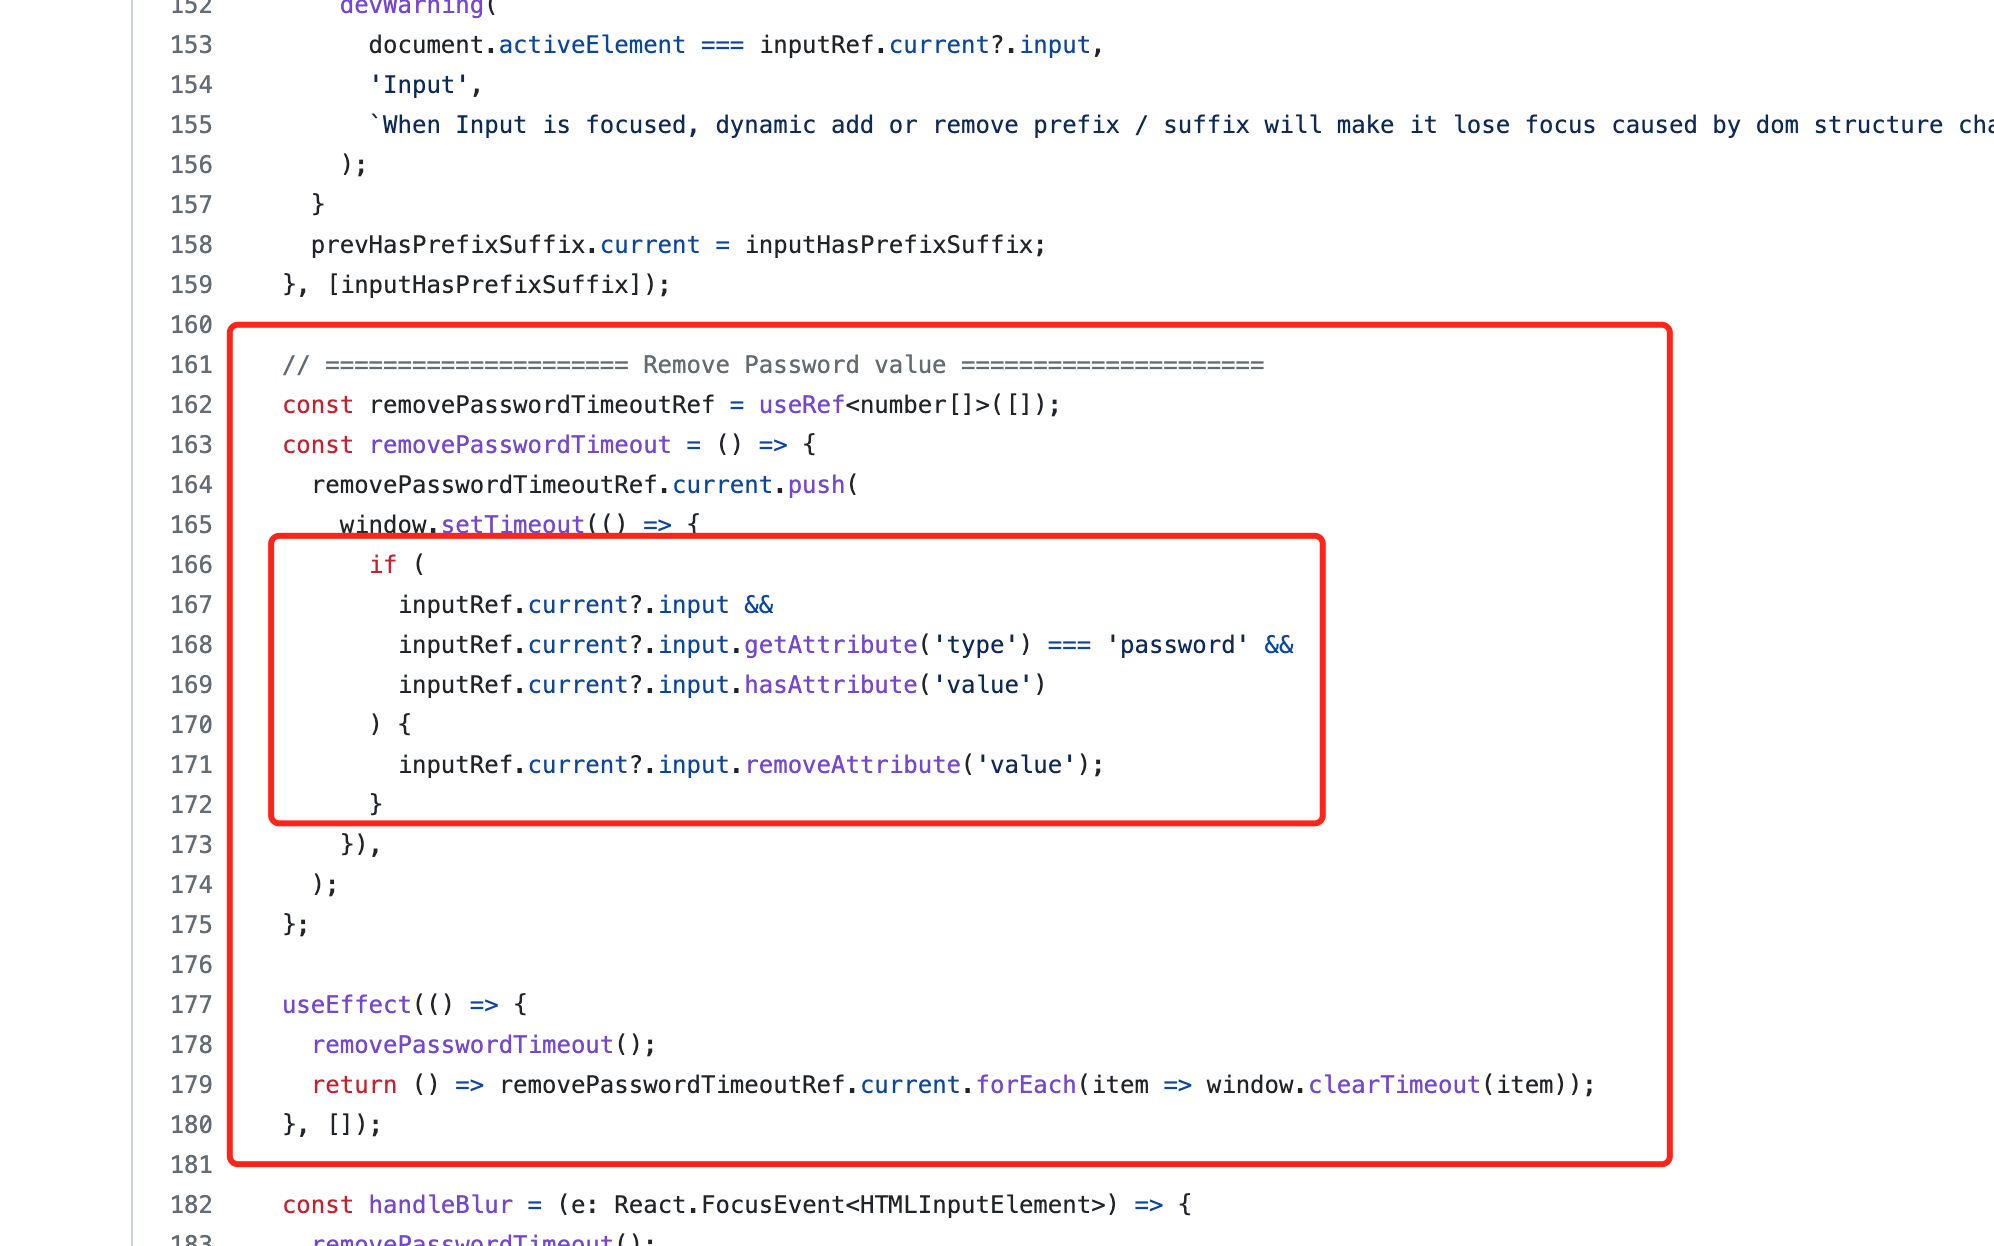 152 devWarning(
153 document.activeElement === inputRef.current?.input,
154 'Input',
155 `When Input is focused, dynamic add or remove prefix / suffix will make it lose focus caused by dom structure
156 );
157 }
158 prevHasPrefixSuffix.current = inputHasPrefixSuffix;
159 }, [inputHasPrefixSuffix]);
160
161 // ===================== Remove Password value =====================
162 const removePasswordTimeoutRef = useRef<number[]>([]);
163 const removePasswordTimeout = () => {
164 removePasswordTimeoutRef.current.push(
165 window.setTimeout(() => {
166 if (
167 inputRef.current?.input &&
168 inputRef.current?.input.getAttribute('type') === 'password' &&
169 inputRef.current?.input.hasAttribute('value')
170 ) {
171 inputRef.current?.input.removeAttribute('value');
172 }
173 }),
174 );
175 };
176
177 useEffect(() => {
178 removePasswordTimeout();
179 return () => removePasswordTimeoutRef.current.forEach(item => window.clearTimeout(item));
180 }, []);
181
182 const handleBlur = (e: React.FocusEvent<HTMLInputElement>) => {
183 removePasswordTimeout();